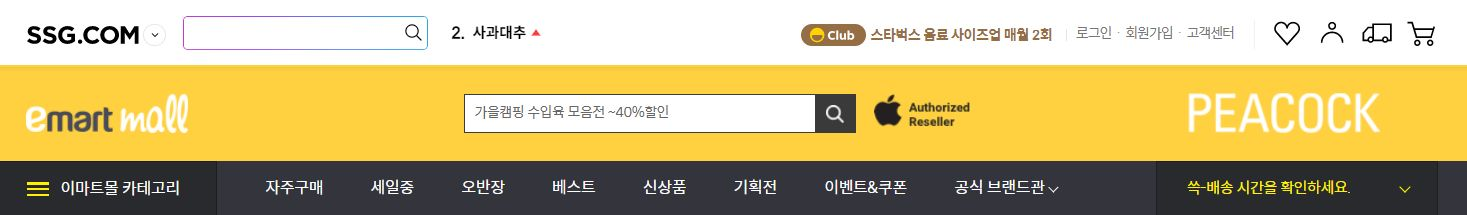 SSG.COM
2. 사과대추
Club 스타벅스 음료 사이즈업 매월 2회
로그인 · 회원가입 · 고객센터
emart mall
가을캠핑 수입육 모음전 ~40%할인
Authorized
Reseller
PEACOCK
이마트몰 카테고리
자주구매 세일중 오반장 베스트 신상품 기획전 이벤트&쿠폰 공식 브랜드관
쓱-배송 시간을 확인하세요.